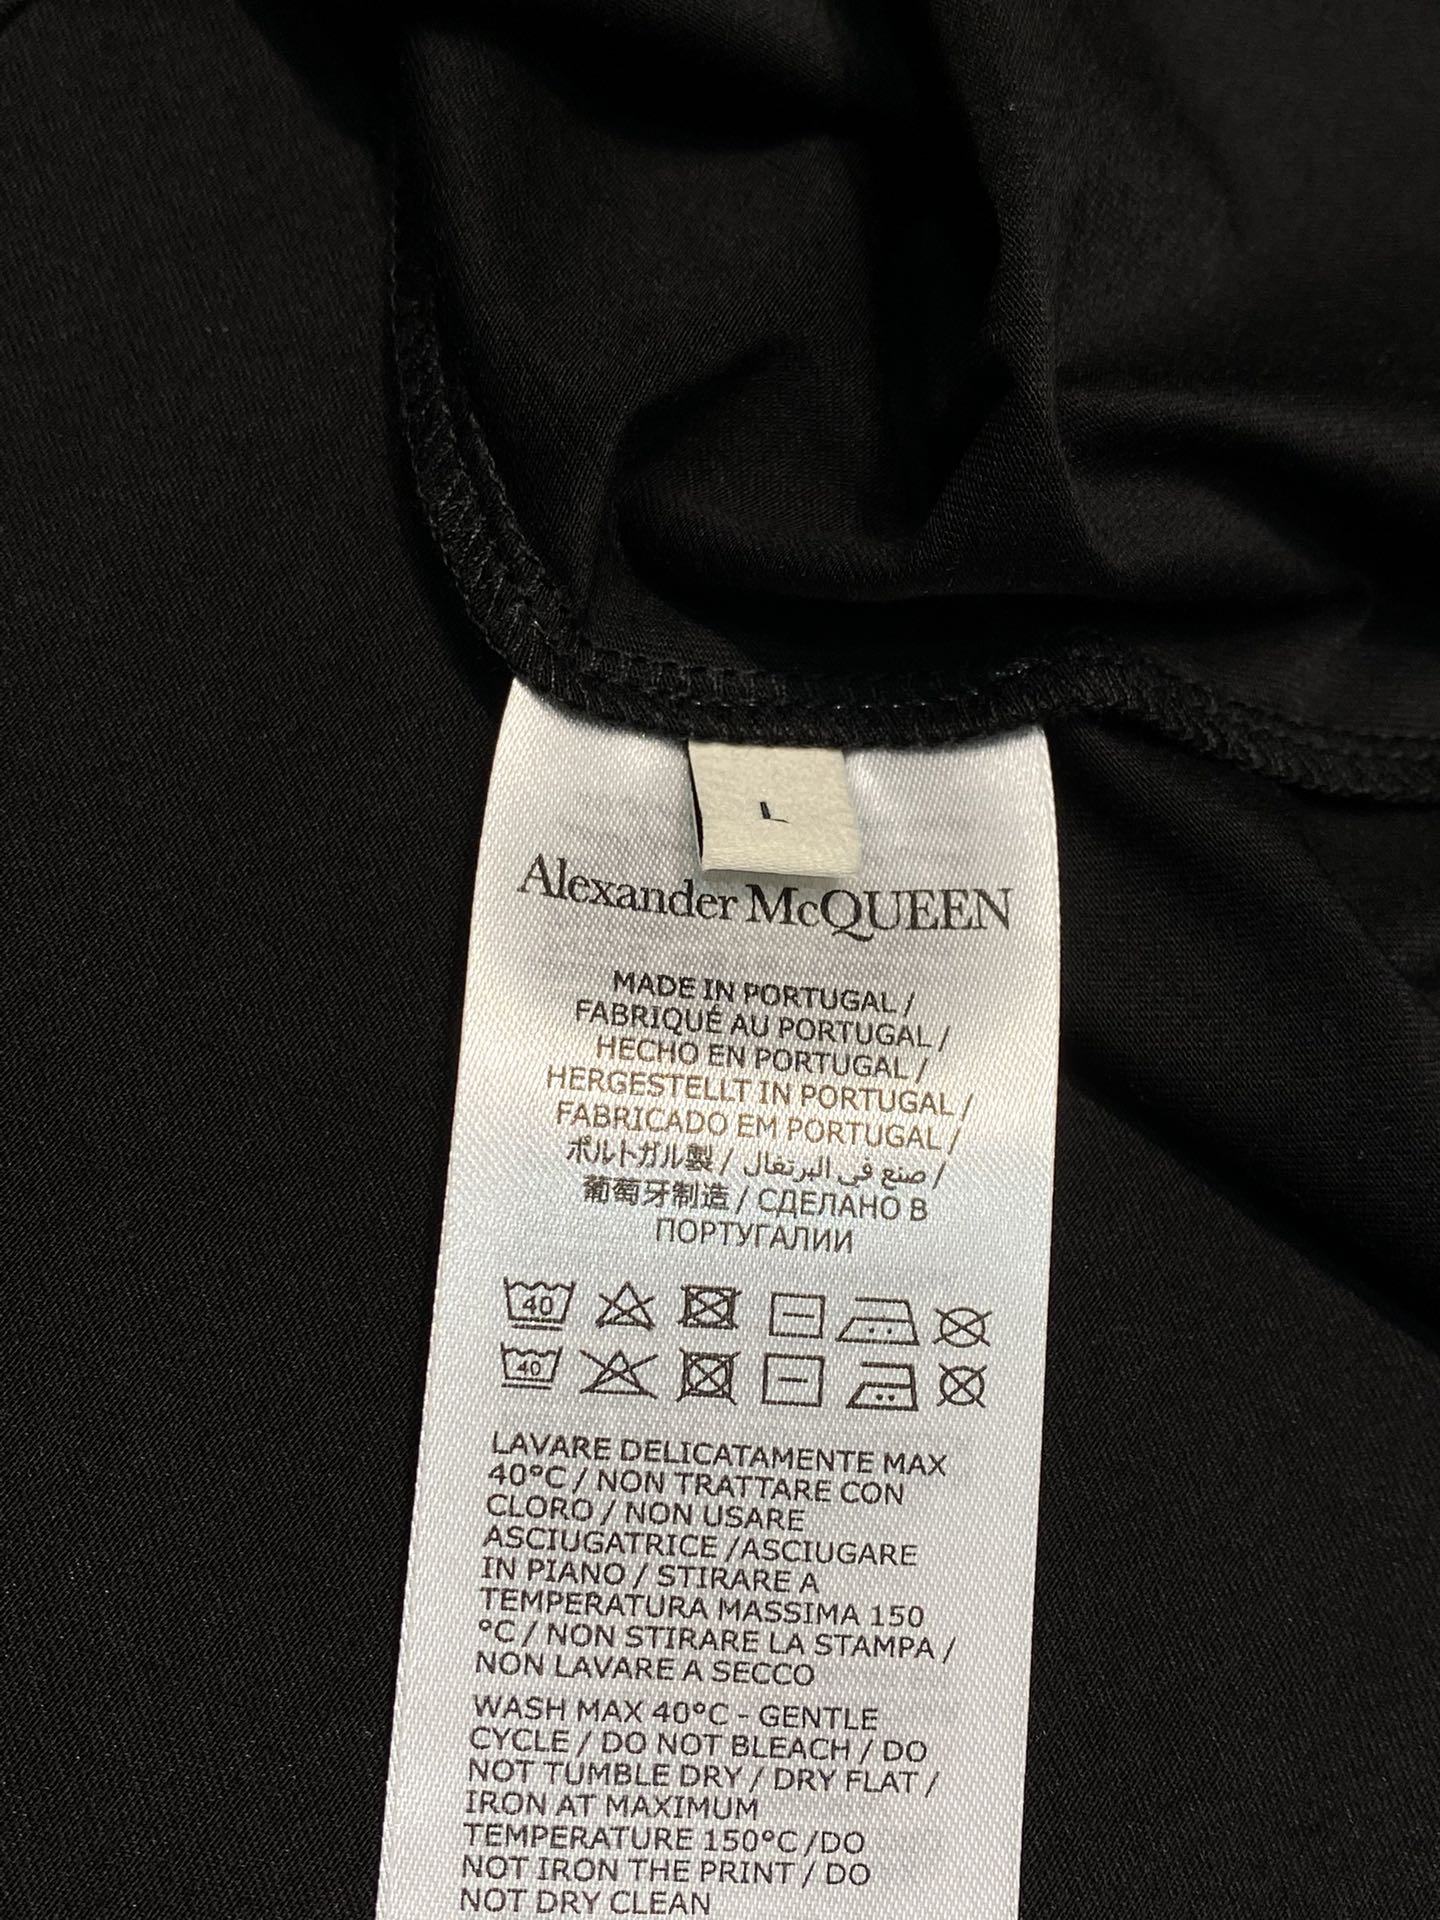 L
Alexander McQUEEN
MADE IN PORTUGAL /
FABRIQUÉ AU PORTUGAL /
HECHO EN PORTUGAL /
HERGESTELLT IN PORTUGAL /
FABRICADO EM PORTUGAL /
ポルトガル製 / صنع في البرتغال /
葡萄牙制造 / СДЕЛАНО В
ПОРТУГАЛИИ
40
40
LAVARE DELICATAMENTE MAX
40°C / NON TRATTARE CON
CLORO / NON USARE
ASCIUGATRICE /ASCIUGARE
IN PIANO / STIRARE A
TEMPERATURA MASSIMA 150
°C / NON STIRARE LA STAMPA /
NON LAVARE A SECCO
WASH MAX 40°C - GENTLE
CYCLE / DO NOT BLEACH / DO
NOT TUMBLE DRY / DRY FLAT /
IRON AT MAXIMUM
TEMPERATURE 150°C /DO
NOT IRON THE PRINT / DO
NOT DRY CLEAN